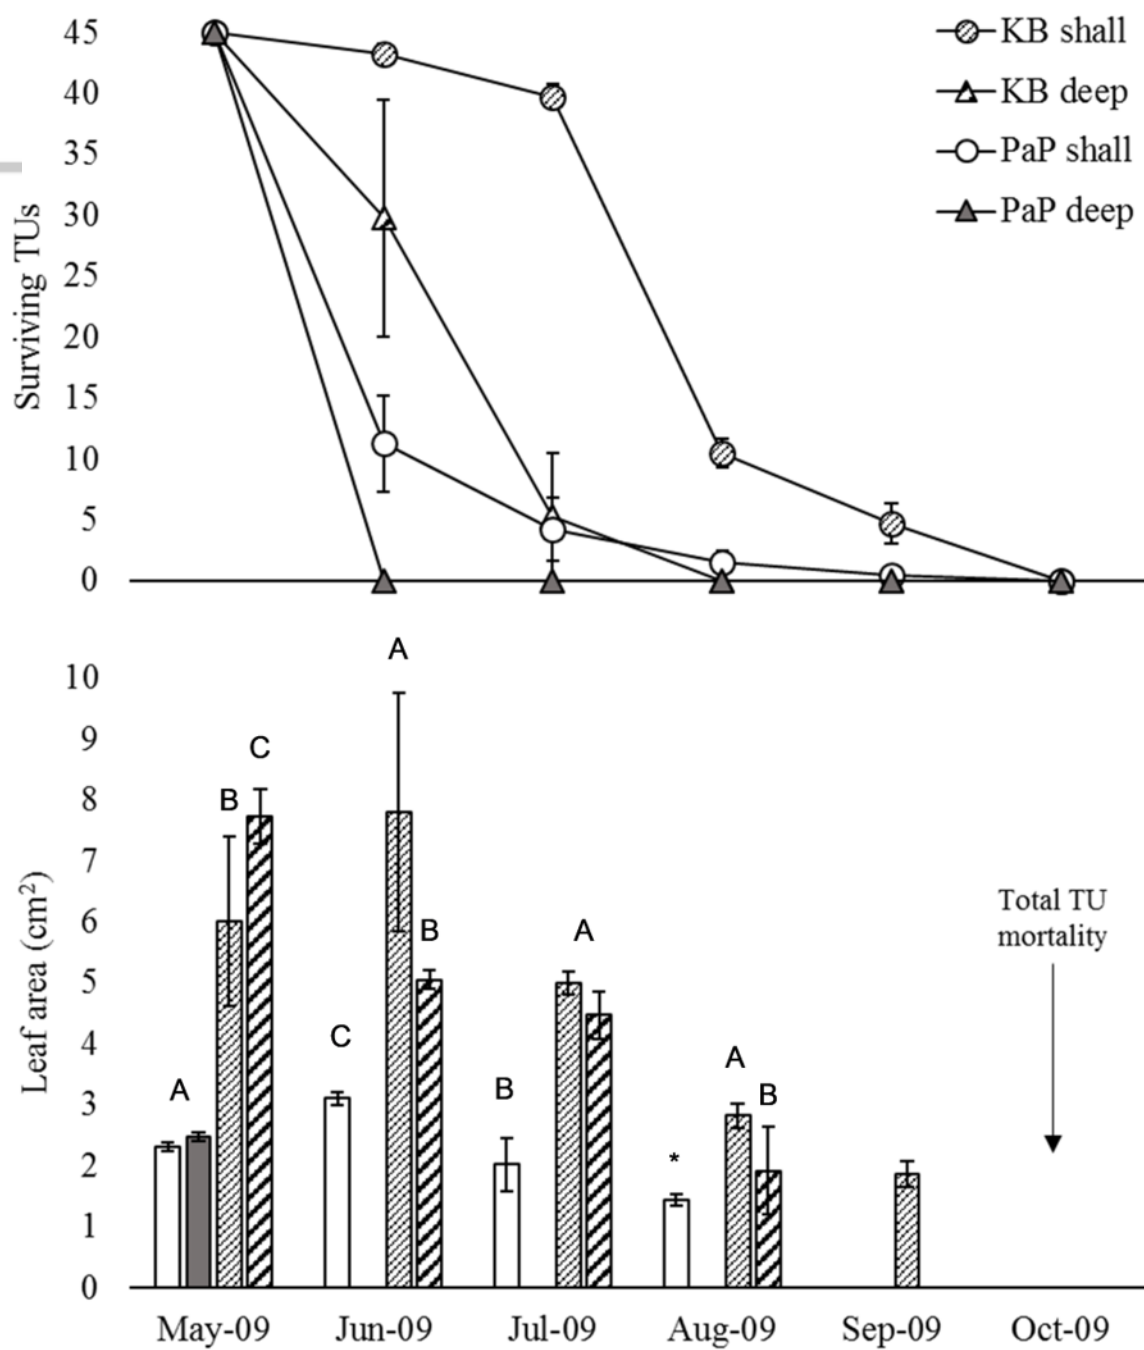 45
40
35
30
25
20
15
10
5
0
Surviving TUs
KB shall
KB deep
PaP shall
PaP deep
10
9
8
7
6
5
4
3
2
1
0
Leaf area (cm²)
A
B
C
C
A
B
B
A
*
A
B
Total TU
mortality
May-09 Jun-09 Jul-09 Aug-09 Sep-09 Oct-09